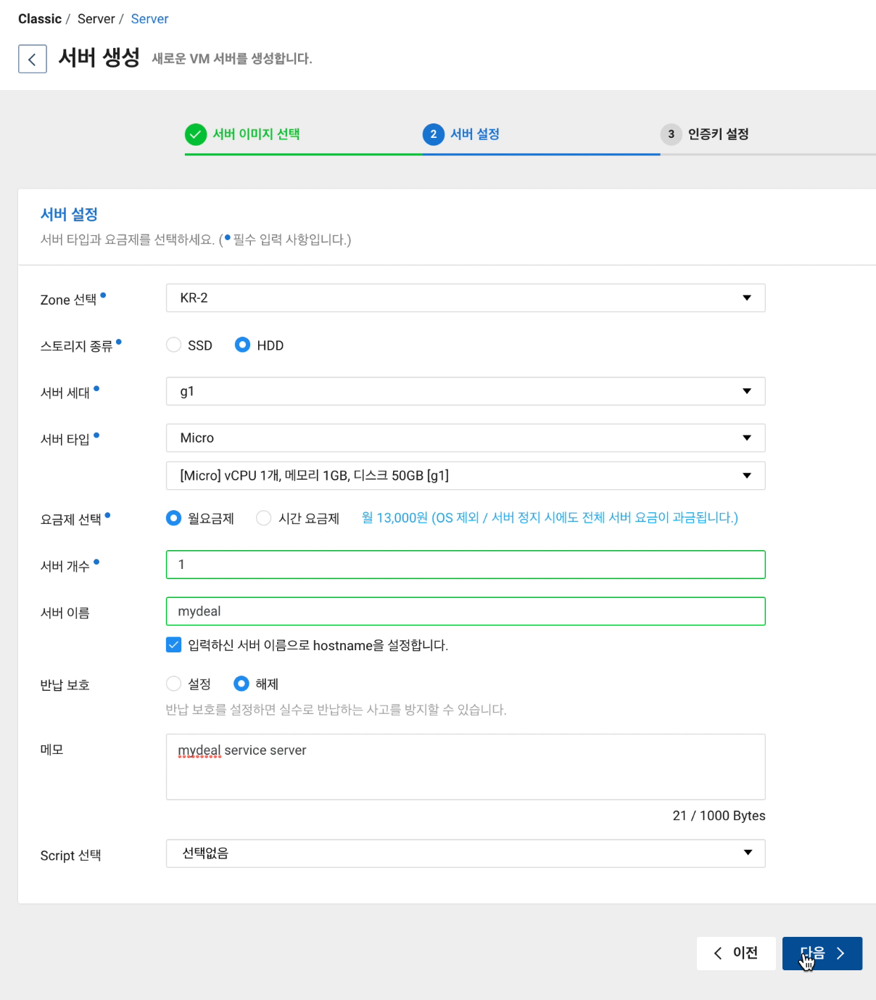 Classic / Server / Server
서버 생성 새로운 VM 서버를 생성합니다.
서버 이미지 선택
2 서버 설정
3 인증키 설정
서버 설정
서버 타입과 요금제를 선택하세요. (• 필수 입력 사항입니다.)
Zone 선택 •
KR-2
스토리지 종류 •
SSD HDD
서버 세대 •
g1
서버 타입 •
Micro
[Micro] vCPU 1개, 메모리 1GB, 디스크 50GB [g1]
요금제 선택 •
월요금제 시간 요금제 월 13,000원 (OS 제외 / 서버 정지 시에도 전체 서버 요금이 과금됩니다.)
서버 개수 •
1
서버 이름
mydeal
입력하신 서버 이름으로 hostname을 설정합니다.
반납 보호
설정 해제
반납 보호를 설정하면 실수로 반납하는 사고를 방지할 수 있습니다.
메모
mydeal service server
21 / 1000 Bytes
Script 선택
선택없음
이전
다음